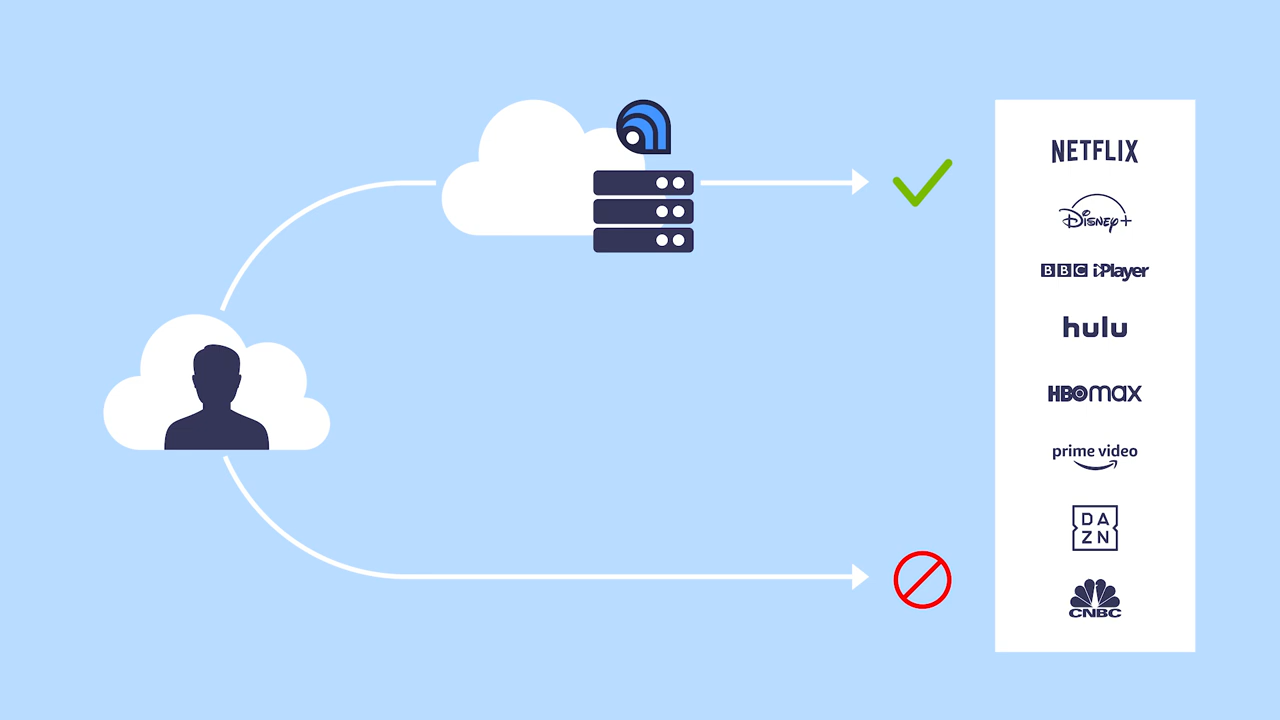 NETFLIX
Disney+
BBC iPlayer
hulu
HBOmax
prime video
DA
ZN
CNBC